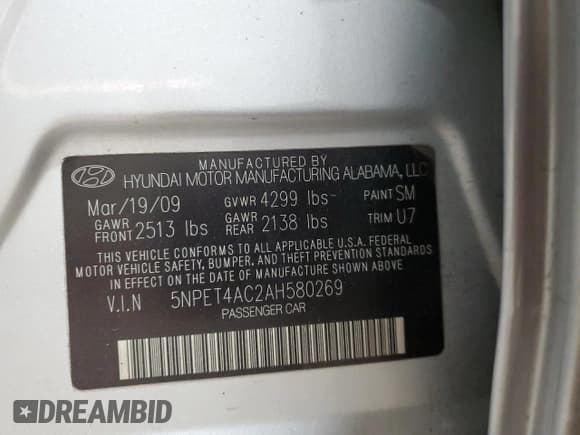 MANUFACTURED BY
HYUNDAI MOTOR MANUFACTURING ALABAMA, LLC
Mar/19/09 GVWR 4299 lbs PAINT SM
GAWR FRONT 2513 lbs GAWR REAR 2138 lbs TRIM U7
THIS VEHICLE CONFORMS TO ALL APPLICABLE U.S.A. FEDERAL
MOTOR VEHICLE SAFETY, BUMPER, AND THEFT PREVENTION STANDARDS
IN EFFECT ON THE DATE OF MANUFACTURE SHOWN ABOVE.
V.I.N 5NPET4AC2AH580269
PASSENGER CAR
DREAMBID